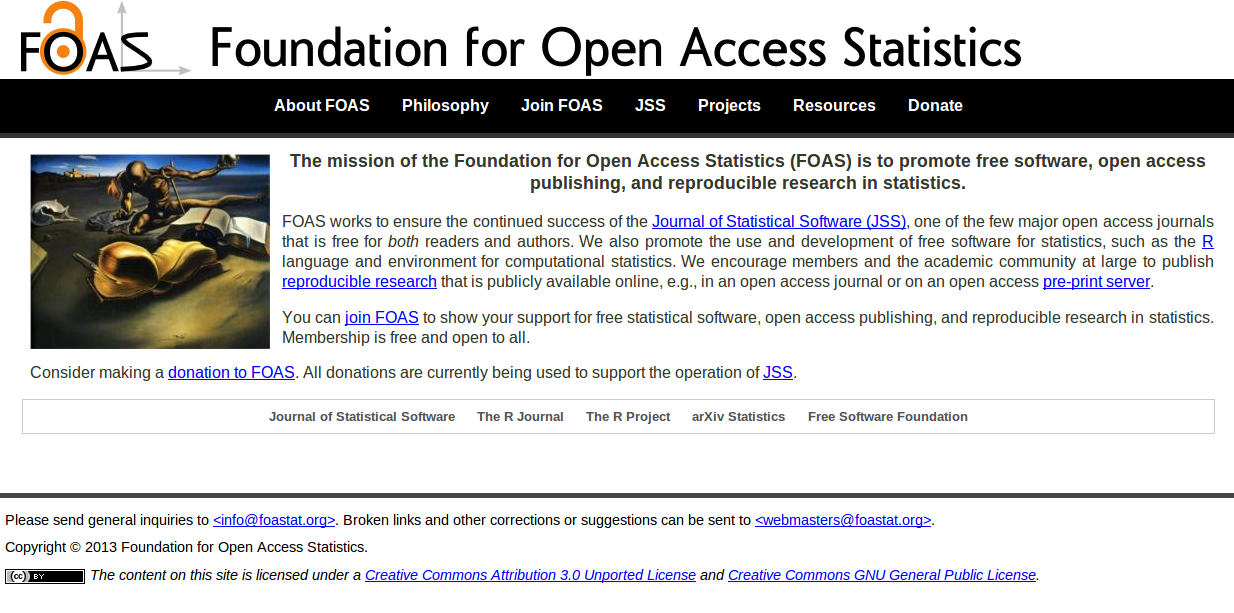 FOAS Foundation for Open Access Statistics
About FOAS Philosophy Join FOAS JSS Projects Resources Donate
The mission of the Foundation for Open Access Statistics (FOAS) is to promote free software, open access
publishing, and reproducible research in statistics.
FOAS works to ensure the continued success of the Journal of Statistical Software (JSS), one of the few major open access journals
that is free for both readers and authors. We also promote the use and development of free software for statistics, such as the R
language and environment for computational statistics. We encourage members and the academic community at large to publish
reproducible research that is publicly available online, e.g., in an open access journal or on an open access pre-print server.
You can join FOAS to show your support for free statistical software, open access publishing, and reproducible research in statistics.
Membership is free and open to all.
Consider making a donation to FOAS. All donations are currently being used to support the operation of JSS.
Journal of Statistical Software The R Journal The R Project arXiv Statistics Free Software Foundation
Please send general inquiries to <info@foastat.org>. Broken links and other corrections or suggestions can be sent to <webmasters@foastat.org>.
Copyright © 2013 Foundation for Open Access Statistics.
cc BY The content on this site is licensed under a Creative Commons Attribution 3.0 Unported License and Creative Commons GNU General Public License.